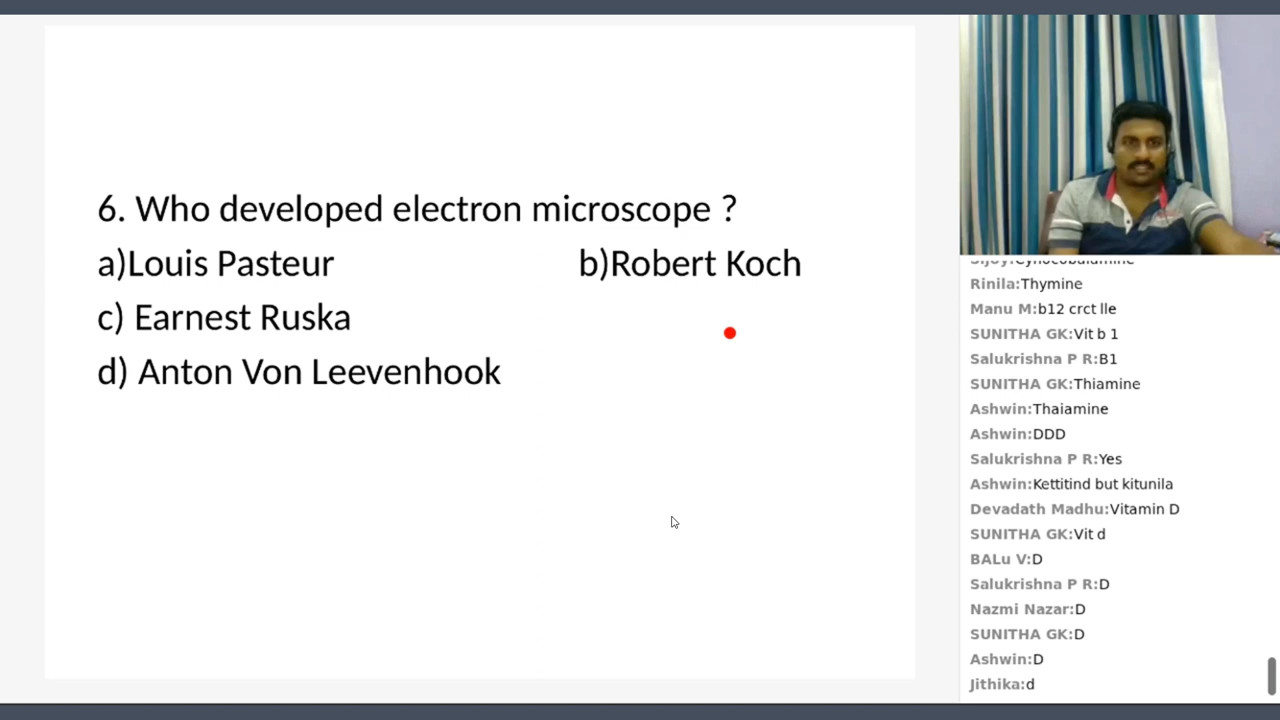 6. Who developed electron microscope ?
a)Louis Pasteur b)Robert Koch
c) Earnest Ruska
d) Anton Von Leevenhook
Rinila:Thymine
Manu M:b12 crct lle
SUNITHA GK:Vit b 1
Salukrishna P R:B1
SUNITHA GK:Thiamine
Ashwin:Thaiamine
Ashwin:DDD
Salukrishna P R:Yes
Ashwin:Kettitind but kitunila
Devadath Madhu:Vitamin D
SUNITHA GK:Vit d
BALu V:D
Salukrishna P R:D
Nazmi Nazar:D
SUNITHA GK:D
Ashwin:D
Jithika:d